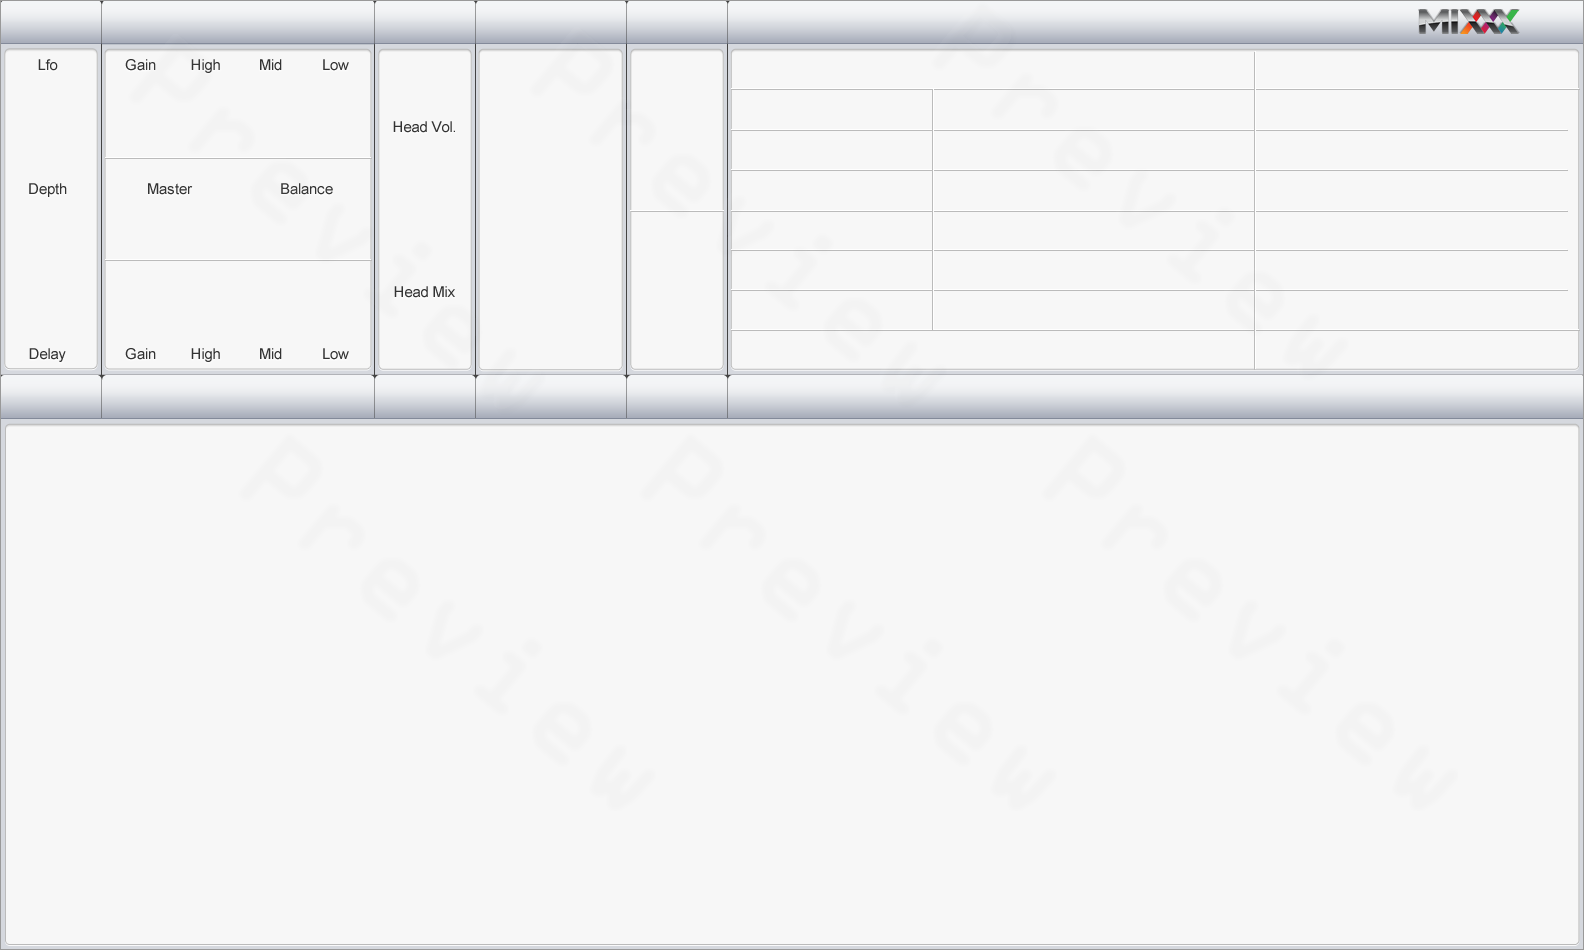 MIXXX
Lfo
Gain High Mid Low
Head Vol.
Depth
Master Balance
Head Mix
Delay
Gain High Mid Low
Preview
Preview
Preview
Preview
Preview
Preview